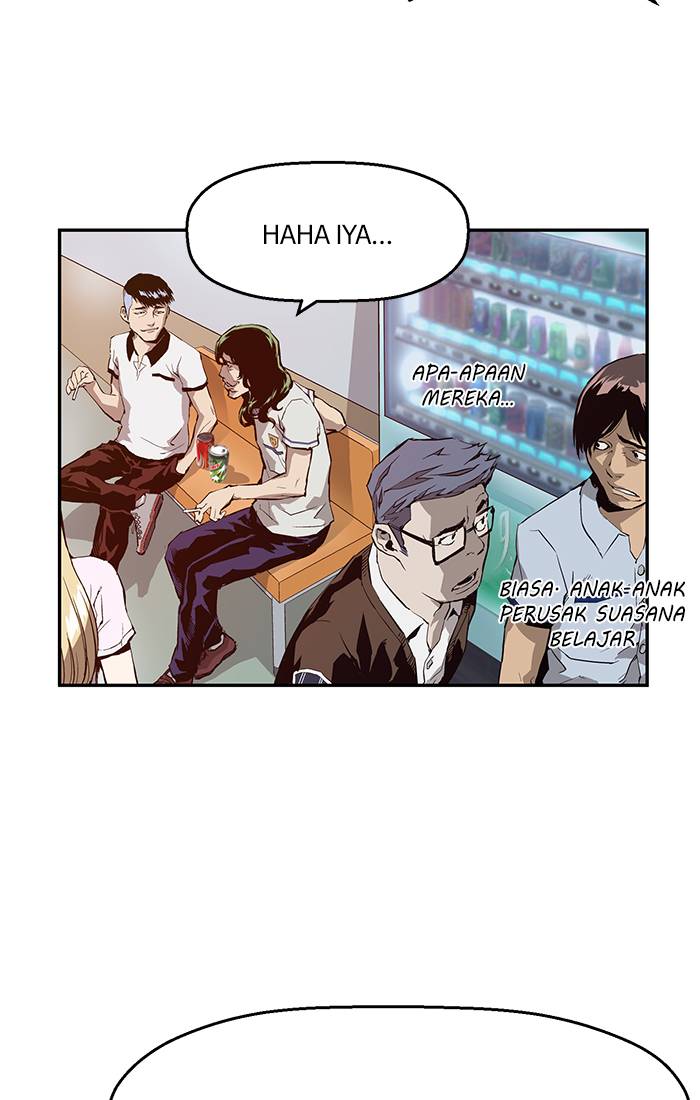 HAHA IYA...
APA-APAAN
MEREKA...
BIASA. ANAK=ANAK
PERUSAK SUASANA
BELAJAR